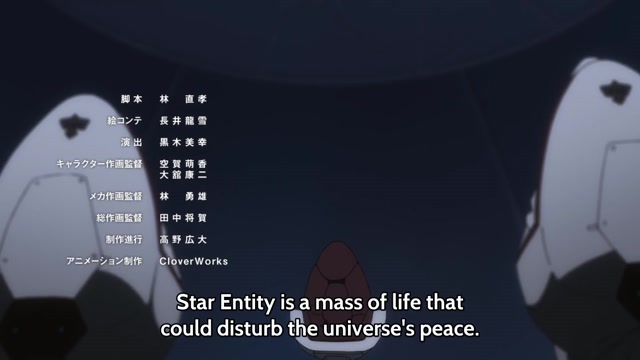 脚本 林 直孝
絵コンテ 長井龍雪
演出 黒木美幸
キャラクター作画監督 空賀萌香
大舘康二
メカ作画監督 林 勇雄
総作画監督 田中将賀
制作進行 高野広大
アニメーション制作 CloverWorks
Star Entity is a mass of life that
could disturb the universe's peace.